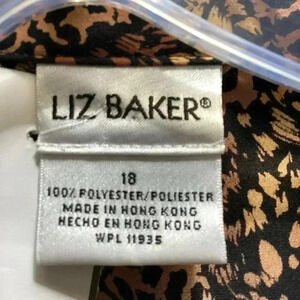 LIZ BAKER®
18
100% POLYESTER/POLIESTER
MADE IN HONG KONG
HECHO EN HONG KONG
WPL 11935